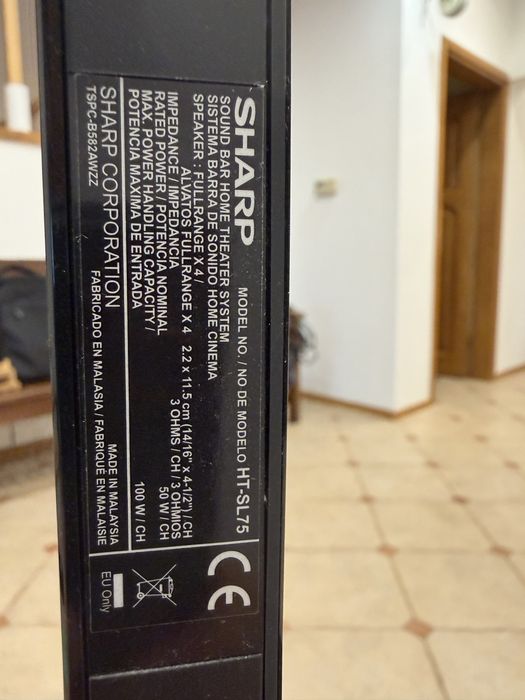 SHARP MODEL NO. / NO DE MODELO HT-SL75
SOUND BAR HOME THEATER SYSTEM
SISTEMA BARRA DE SONIDO HOME CINEMA
SPEAKER : FULLRANGE X 4 /
ALVATOS FULLRANGE X 4 2.2 x 11.5 cm (14/16" x 4-1/2") / CH
IMPEDANCE / IMPEDANCIA 3 OHMS / CH / 3 OHMIOS
RATED POWER / POTENCIA NOMINAL 50 W / CH
MAX. POWER HANDLING CAPACITY /
POTENCIA MAXIMA DE ENTRADA 100 W / CH
SHARP CORPORATION MADE IN MALAYSIA
TSPC-B582AWZZ FABRICADO EN MALASIA / FABRIQUÉ EN MALAISIE
CE
EU Only